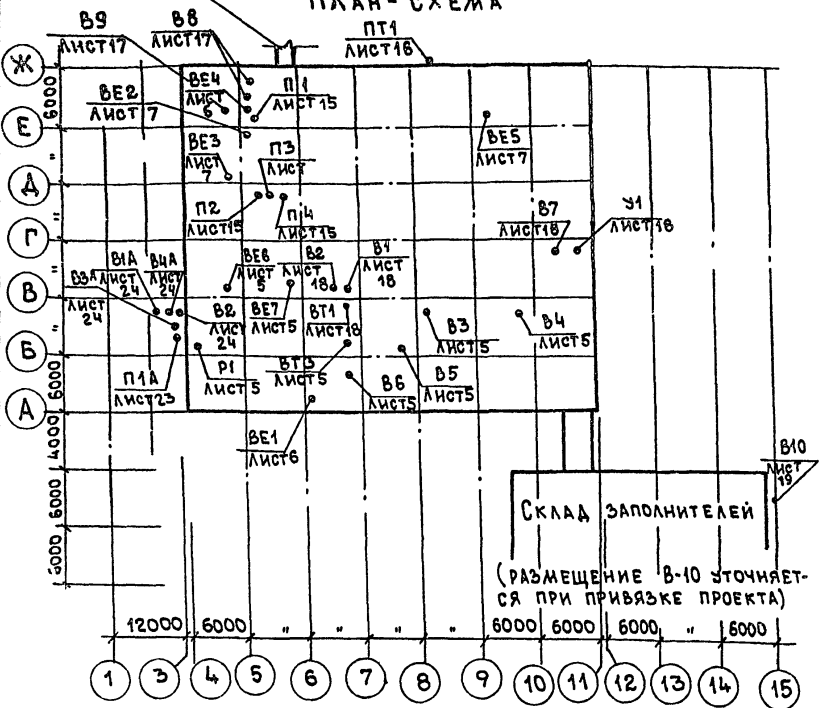 ПЛАН-СХЕМА
В9
ЛИСТ17
В8
ЛИСТ17
ПТ1
ЛИСТ16
Ж
6000
ВЕ4
ЛИСТ
6
П1
ЛИСТ15
ВЕ2
ЛИСТ 7
Е
ВЕ3
ЛИСТ
7
П3
ЛИСТ
ВЕ5
ЛИСТ7
"
Д
П2
ЛИСТ15
П4
ЛИСТ15
В7
ЛИСТ18
У1
ЛИСТ18
"
Г
В3А
ЛИСТ
24
В1А
ЛИСТ
24
В4А
ЛИСТ
24
ВЕ6
ЛИСТ
5
В2
ЛИСТ
18
В1
ЛИСТ
18
"
В
В2
ЛИСТ
24
ВЕ7
ЛИСТ5
ВТ1
ЛИСТ18
В3
ЛИСТ5
В4
ЛИСТ5
"
Б
П1А
ЛИСТ23
Р1
ЛИСТ5
ВТ3
ЛИСТ5
В6
ЛИСТ5
В5
ЛИСТ5
6000
А
4000
ВЕ1
ЛИСТ6
В10
ЛИСТ
19
6000
СКЛАД ЗАПОЛНИТЕЛЕЙ
(РАЗМЕЩЕНИЕ В-10 УТОЧНЯЕТ-
СЯ ПРИ ПРИВЯЗКЕ ПРОЕКТА)
12000 6000 " " " " 6000 6000 6000 " 6000
1 3 4 5 6 7 8 9 10 11 12 13 14 15